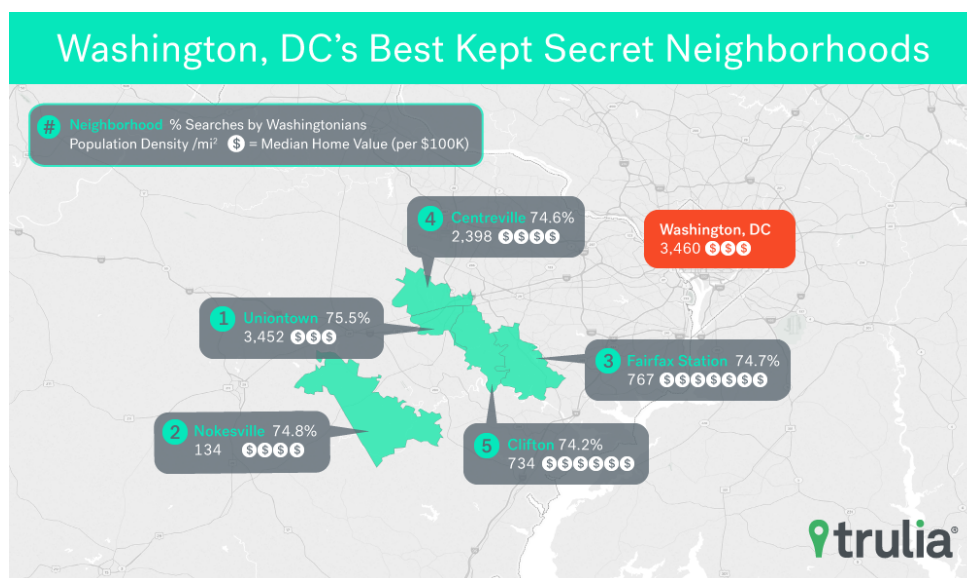 Washington, DC's Best Kept Secret Neighborhoods
# Neighborhood % Searches by Washingtonians
Population Density /mi² $ = Median Home Value (per $100K)
4 Centreville 74.6%
2,398 $ $ $ $
Washington, DC
3,460 $ $ $
1 Uniontown 75.5%
3,452 $ $ $
3 Fairfax Station 74.7%
767 $ $ $ $ $ $ $
2 Nokesville 74.8%
134 $ $ $ $
5 Clifton 74.2%
734 $ $ $ $ $ $
trulia®